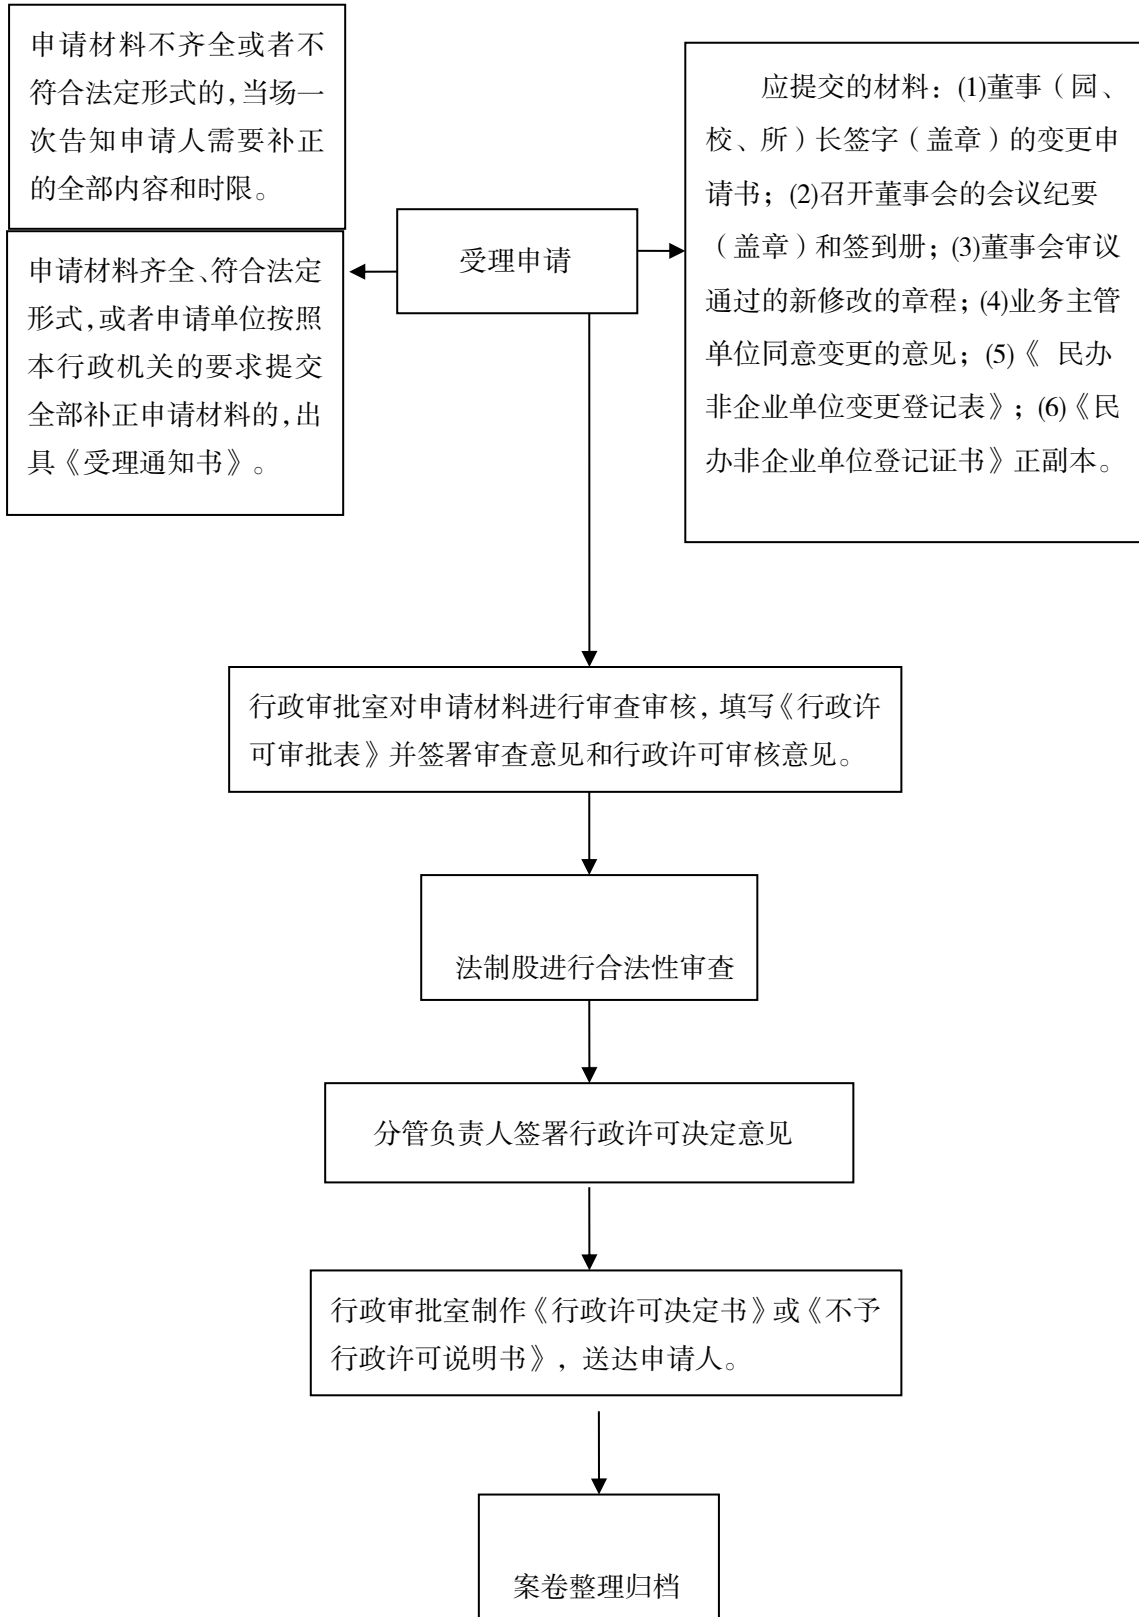 申请材料不齐全或者不
符合法定形式的，当场一
次告知申请人需要补正
的全部内容和时限。
申请材料齐全、符合法定
形式，或者申请单位按照
本行政机关的要求提交
全部补正申请材料的，出
具《受理通知书》。
受理申请
应提交的材料：(1)董事（园、
校、所）长签字（盖章）的变更申
请书；(2)召开董事会的会议纪要
（盖章）和签到册；(3)董事会审议
通过的新修改的章程；(4)业务主管
单位同意变更的意见；(5)《 民办
非企业单位变更登记表》；(6)《民
办非企业单位登记证书》正副本。
行政审批室对申请材料进行审查审核，填写《行政许
可审批表》并签署审查意见和行政许可审核意见。
法制股进行合法性审查
分管负责人签署行政许可决定意见
行政审批室制作《行政许可决定书》或《不予
行政许可说明书》，送达申请人。
案卷整理归档